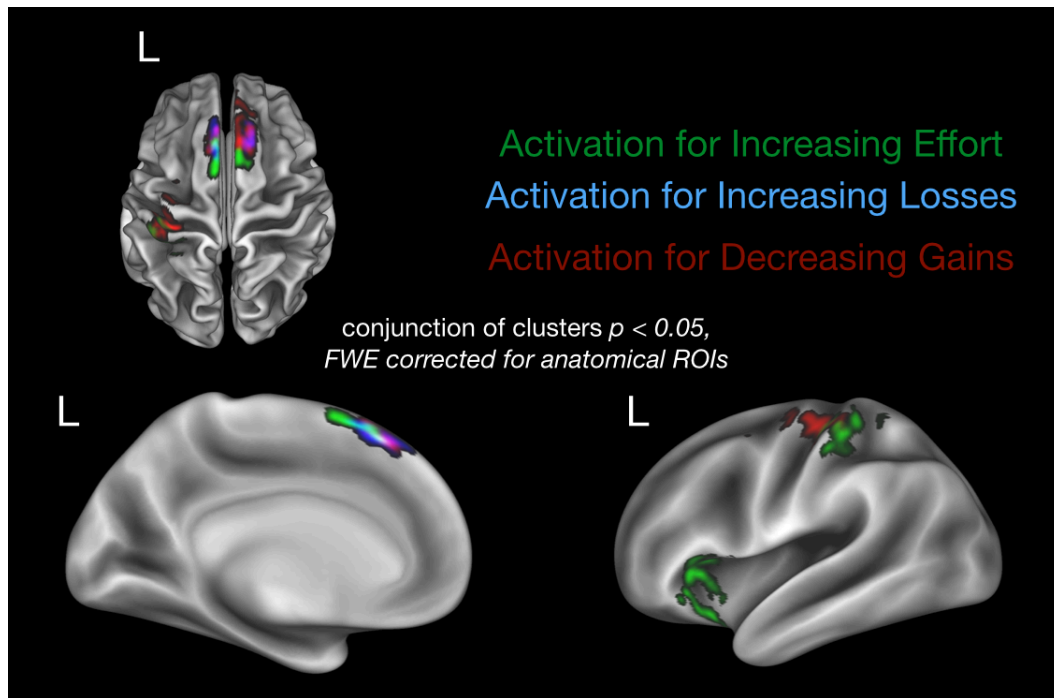 L
Activation for Increasing Effort
Activation for Increasing Losses
Activation for Decreasing Gains
conjunction of clusters p < 0.05,
FWE corrected for anatomical ROIs
L
L